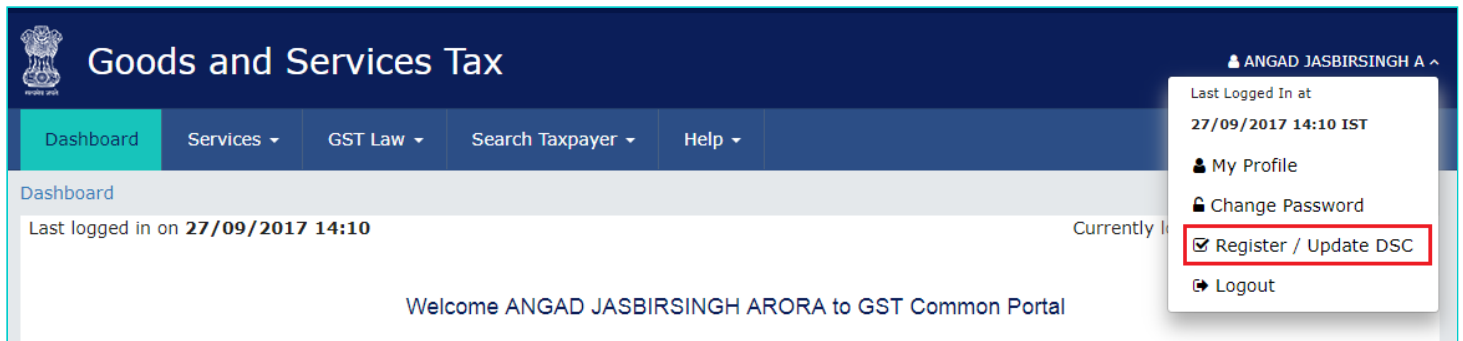 Goods and Services Tax
ANGAD JASBIRSINGH A
Last Logged In at
27/09/2017 14:10 IST
Dashboard Services GST Law Search Taxpayer Help
My Profile
Dashboard
Change Password
Last logged in on 27/09/2017 14:10 Currently
Register / Update DSC
Logout
Welcome ANGAD JASBIRSINGH ARORA to GST Common Portal